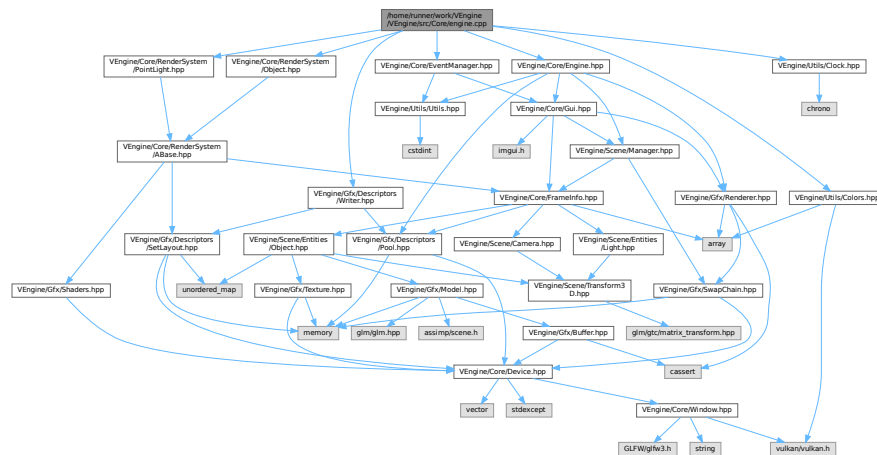 /home/runner/work/VEngine
/VEngine/src/Core/engine.cpp
VEngine/Core/RenderSystem
/PointLight.hpp
VEngine/Core/RenderSystem
/Object.hpp
VEngine/Core/EventManager.hpp
VEngine/Core/Engine.hpp
VEngine/Utils/Clock.hpp
VEngine/Utils/Utils.hpp
VEngine/Core/Gui.hpp
chrono
VEngine/Core/RenderSystem
/ABase.hpp
cstdint
imgui.h
VEngine/Scene/Manager.hpp
VEngine/Gfx/Descriptors
/Writer.hpp
VEngine/Core/FrameInfo.hpp
VEngine/Gfx/Renderer.hpp
VEngine/Utils/Colors.hpp
VEngine/Gfx/Descriptors
/SetLayout.hpp
VEngine/Scene/Entities
/Object.hpp
VEngine/Gfx/Descriptors
/Pool.hpp
VEngine/Scene/Camera.hpp
VEngine/Scene/Entities
/Light.hpp
array
VEngine/Gfx/Shaders.hpp
unordered_map
VEngine/Gfx/Texture.hpp
VEngine/Gfx/Model.hpp
VEngine/Scene/Transform3
D.hpp
VEngine/Gfx/SwapChain.hpp
memory
glm/glm.hpp
assimp/scene.h
VEngine/Gfx/Buffer.hpp
glm/gtc/matrix_transform.hpp
VEngine/Core/Device.hpp
cassert
vector
stdexcept
VEngine/Core/Window.hpp
GLFW/glfw3.h
string
vulkan/vulkan.h